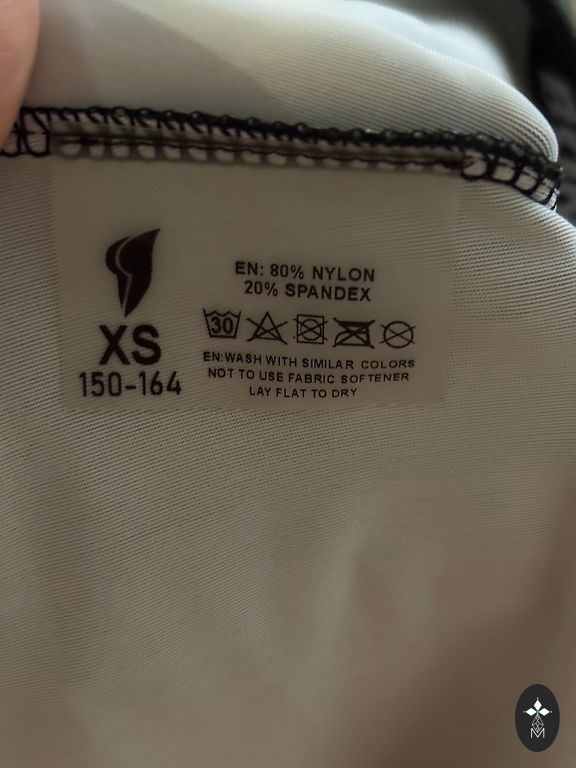 EN: 80% NYLON
20% SPANDEX
30
XS
150-164
EN:WASH WITH SIMILAR COLORS
NOT TO USE FABRIC SOFTENER
LAY FLAT TO DRY
M